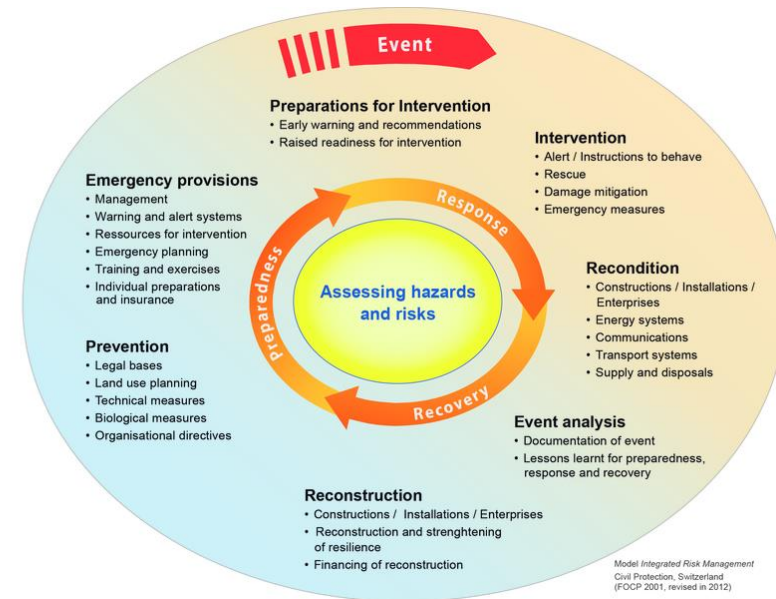 Event
Preparations for Intervention
• Early warning and recommendations
• Raised readiness for intervention
Intervention
• Alert / Instructions to behave
• Rescue
• Damage mitigation
• Emergency measures
Emergency provisions
• Management
• Warning and alert systems
• Ressources for intervention
• Emergency planning
• Training and exercises
• Individual preparations
and insurance
Response
Preparedness
Recovery
Assessing hazards
and risks
Recondition
• Constructions / Installations /
Enterprises
• Energy systems
• Communications
• Transport systems
• Supply and disposals
Prevention
• Legal bases
• Land use planning
• Technical measures
• Biological measures
• Organisational directives
Event analysis
• Documentation of event
• Lessons learnt for preparedness,
response and recovery
Reconstruction
• Constructions / Installations / Enterprises
• Reconstruction and strenghtening
of resilience
• Financing of reconstruction
Model Integrated Risk Management
Civil Protection, Switzerland
(FOCP 2001, revised in 2012)